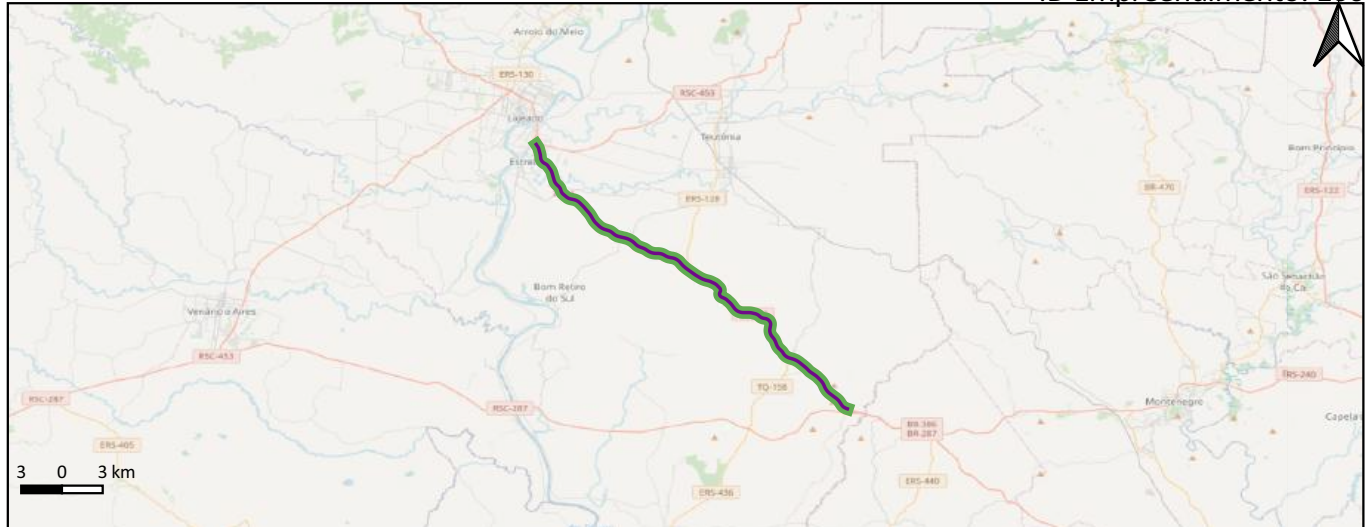 Arroio do Meio
ERS-130
RSC-453
Lajeado
Teutônia
Bom Princípio
Estrel
BR-470
ERS-122
ERS-128
São Sebastião
do Ca
Bom Retiro
do Sul
Venâncio Aires
RSC-453
ERS-240
TQ-158
RSC-287
RSC-287
Montenegro
Capela
BR-386
BR-287
ERS-405
ERS-440
3 0 3 km
ERS-436